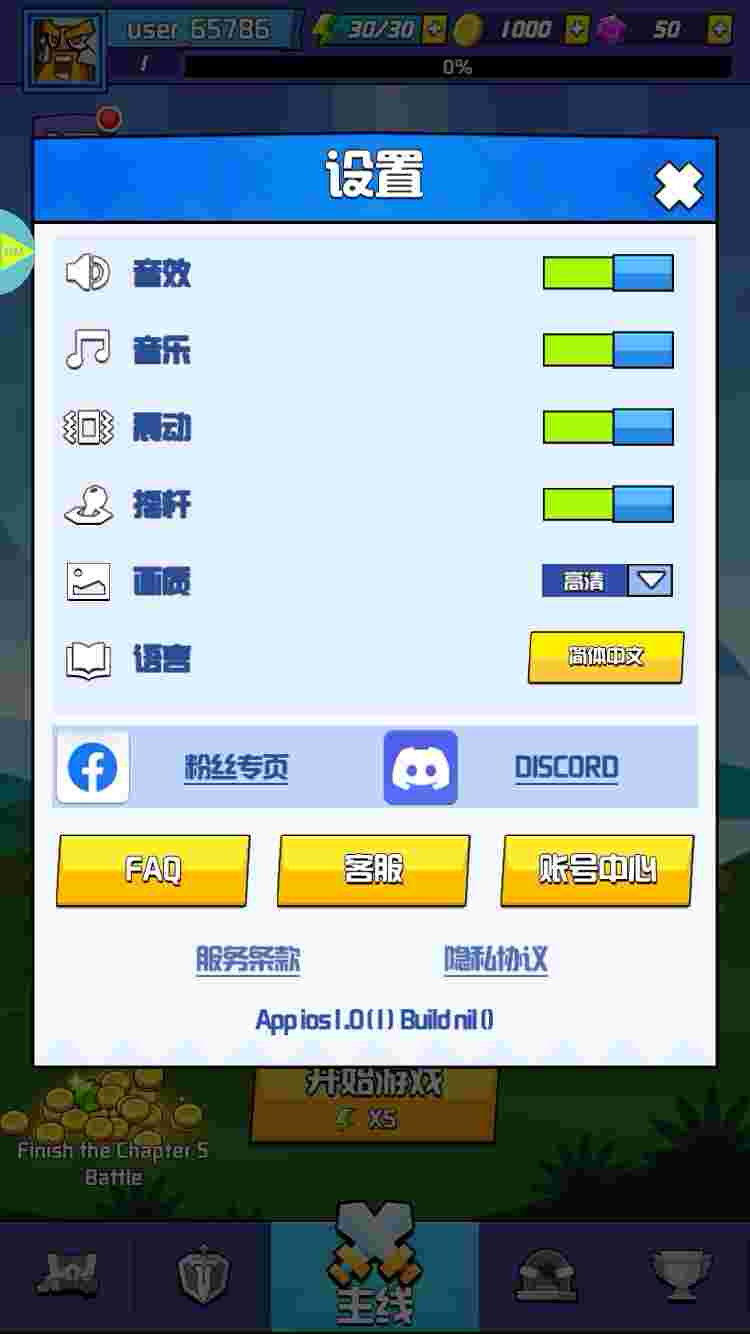 user 65786
30/30
1000
50
1
0%
设置
音效
音乐
震动
摇杆
画质
高清
语言
简体中文
粉丝专页
DISCORD
FAQ
客服
账号中心
服务条款
隐私协议
App ios1.0(1) Build nil()
开始游戏
X5
Finish the Chapter 5
Battle
主线